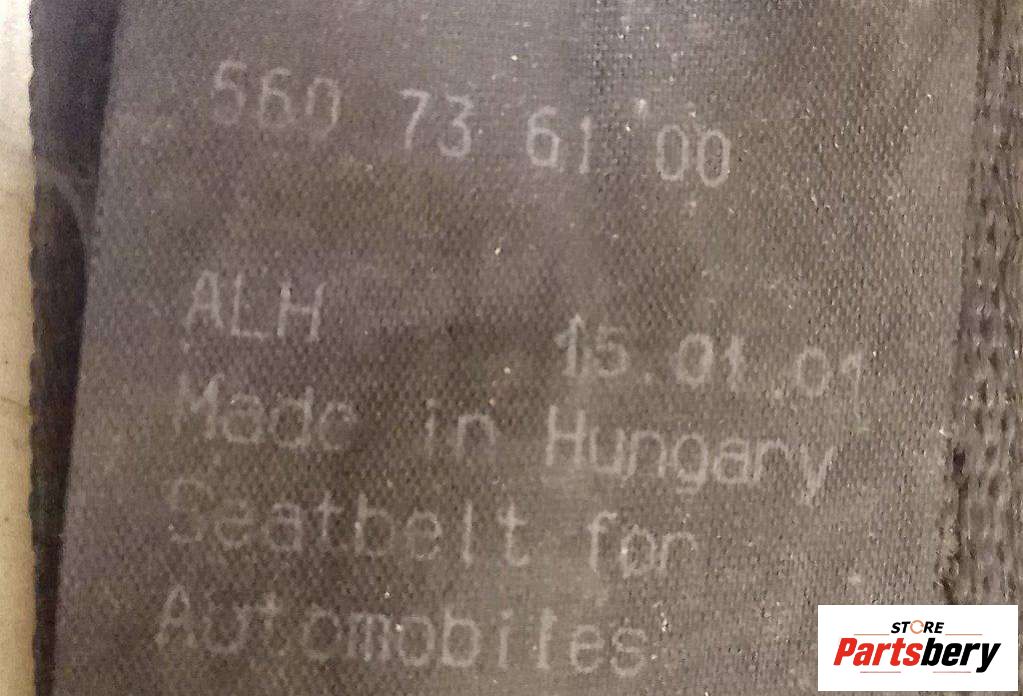 560 73 61 00
ALH 15.01.01
Made in Hungary
Seatbelt for
Automobiles
STORE
Partsbery